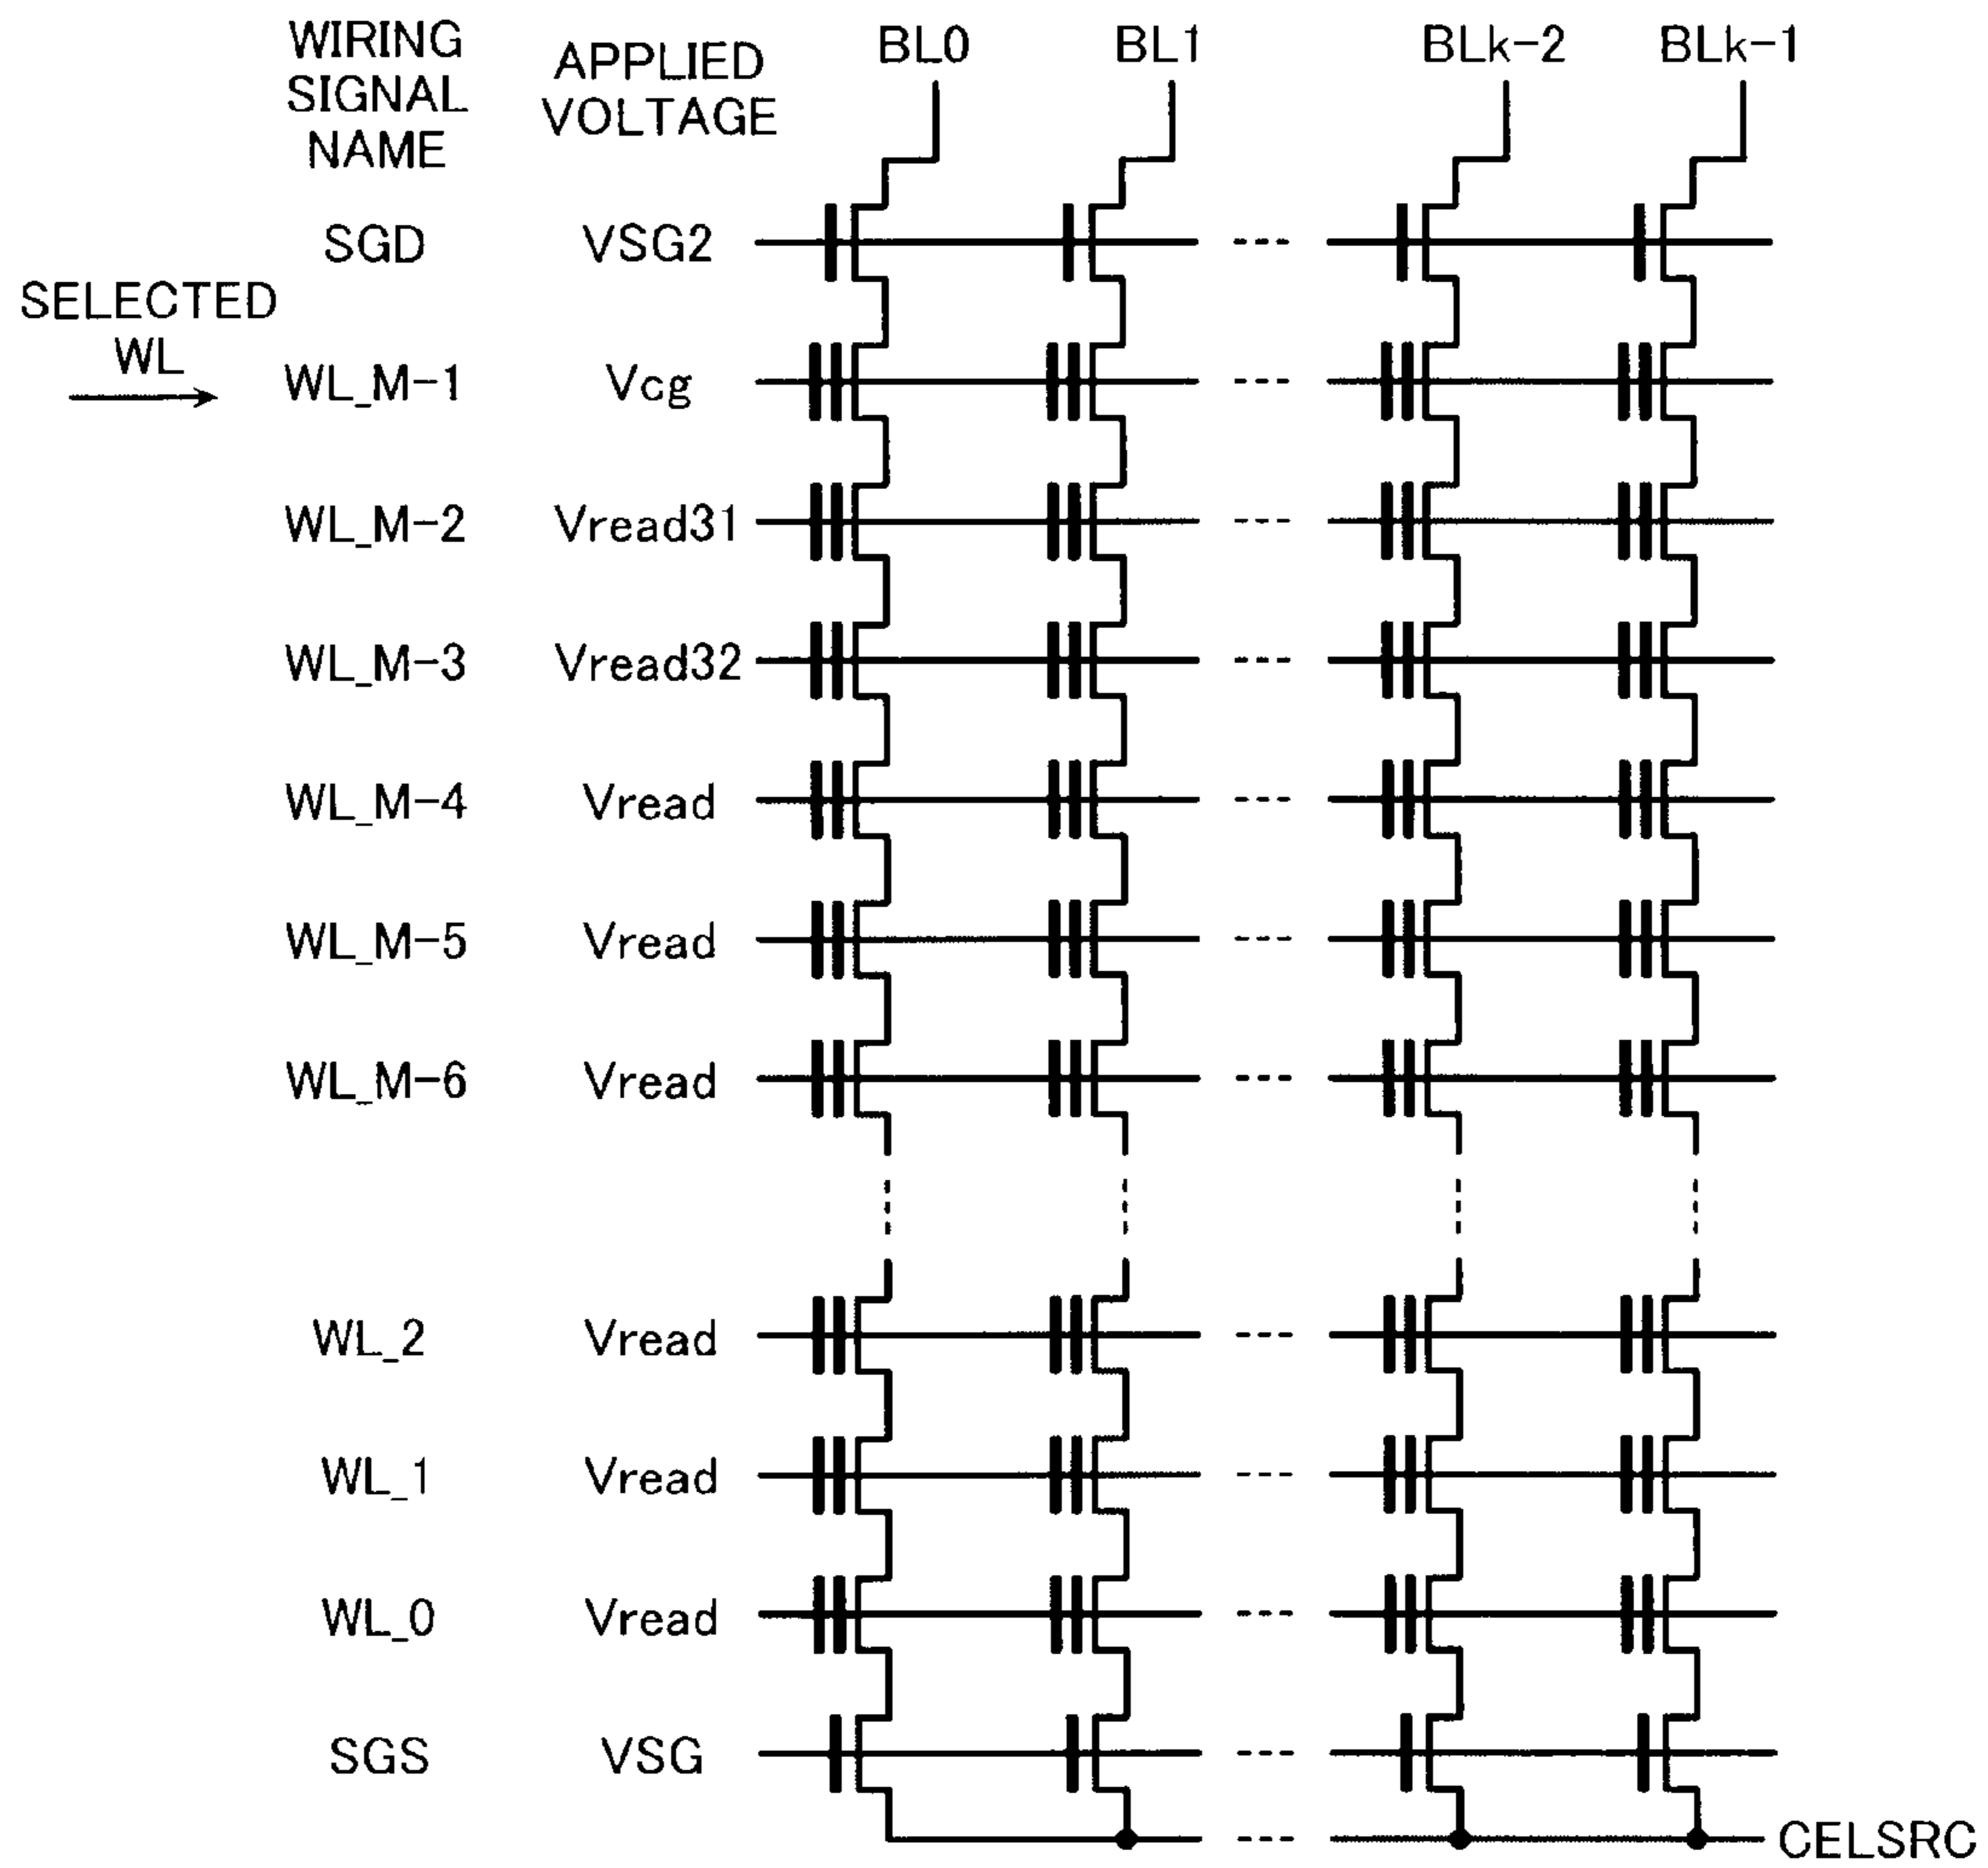 WIRING
SIGNAL
NAME
APPLIED
VOLTAGE
BL0 BL1 BLk-2 BLk-1
SGD VSG2
SELECTED
WL
WL_M-1 Vcg
WL_M-2 Vread31
WL_M-3 Vread32
WL_M-4 Vread
WL_M-5 Vread
WL_M-6 Vread
WL_2 Vread
WL_1 Vread
WL_0 Vread
SGS VSG
CELSRC